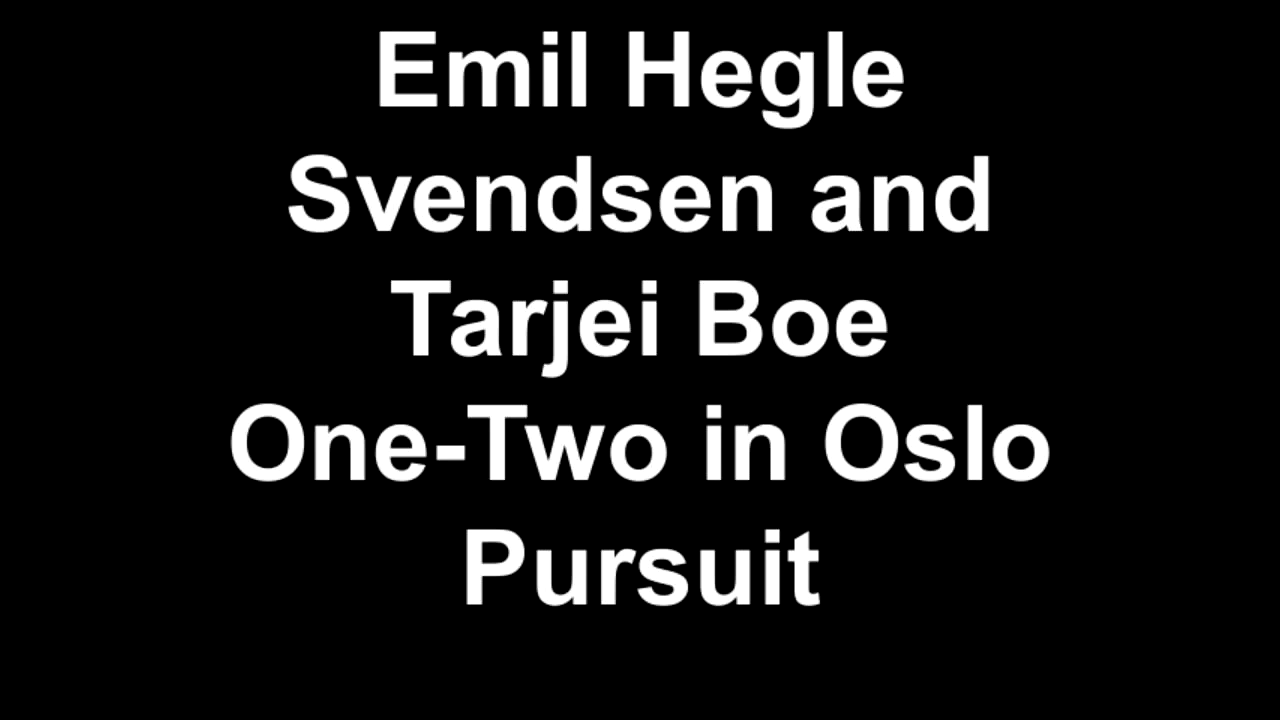 Emil Hegle
Svendsen and
Tarjei Boe
One-Two in Oslo
Pursuit